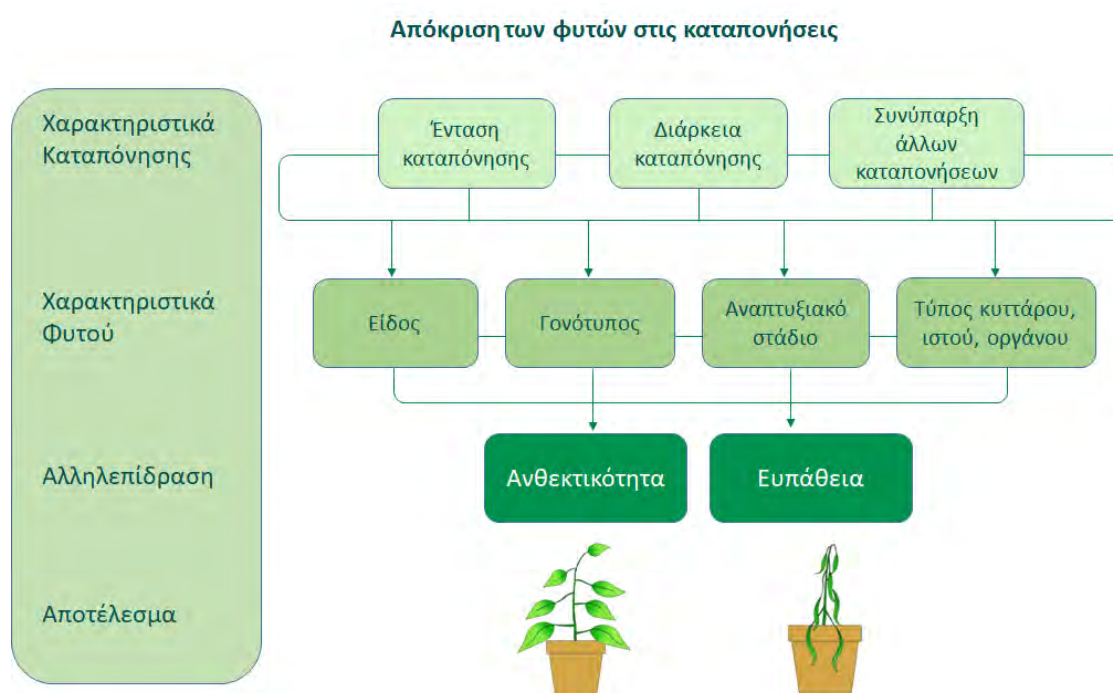 Απόκριση των φυτών στις καταπονήσεις
Χαρακτηριστικά
Καταπόνησης
Ένταση
καταπόνησης
Διάρκεια
καταπόνησης
Συνύπαρξη
άλλων
καταπονήσεων
Χαρακτηριστικά
Φυτού
Είδος
Γονότυπος
Αναπτυξιακό
στάδιο
Τύπος κυττάρου,
ιστού, οργάνου
Αλληλεπίδραση
Ανθεκτικότητα
Ευπάθεια
Αποτέλεσμα